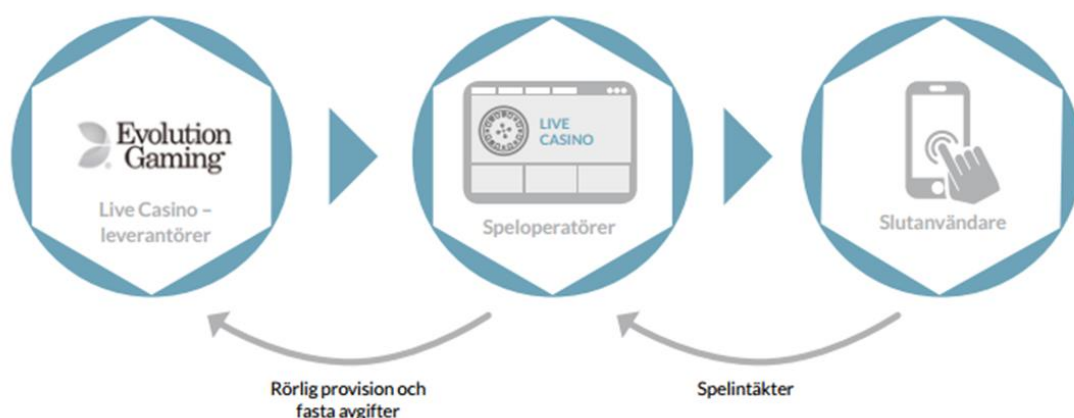 Evolution
Gaming
Live Casino –
leverantörer
LIVE
CASINO
Speloperatörer
Slutanvändare
Rörlig provision och
fasta avgifter
Spelintäkter